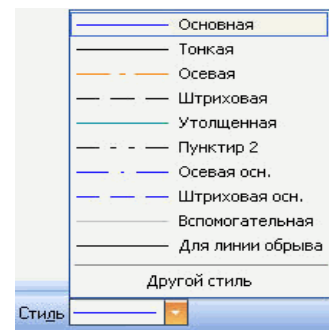 Основная
Тонкая
Осевая
Штриховая
Утолщенная
Пунктир 2
Осевая осн.
Штриховая осн.
Вспомогательная
Для линии обрыва
Другой стиль
Стиль